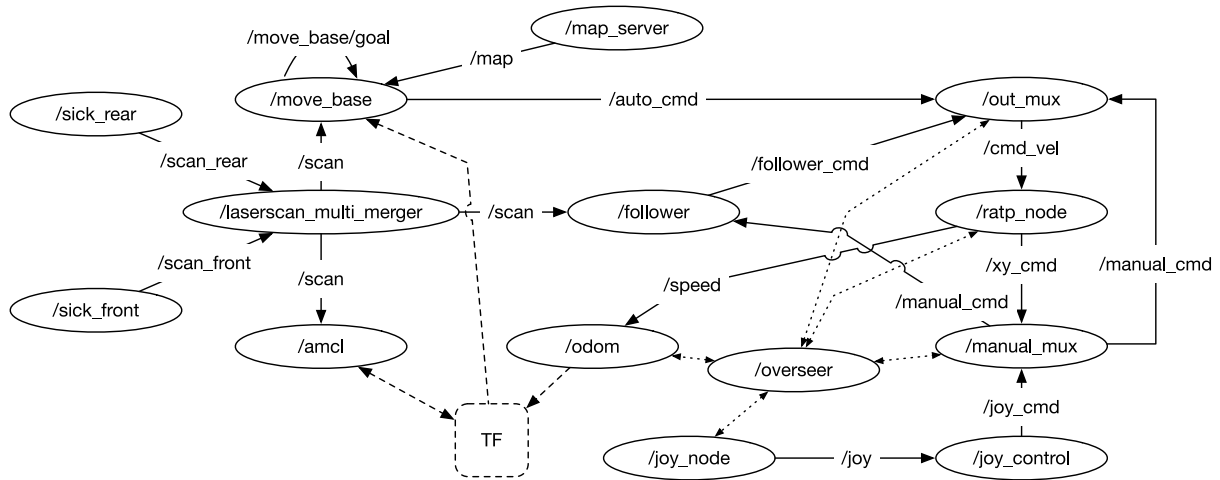 /map_server
/move_base/goal
/map
/move_base
/auto_cmd
/out_mux
/sick_rear
/scan_rear
/scan
/follower_cmd
/cmd_vel
/laserscan_multi_merger
/scan
/follower
/ratp_node
/scan_front
/scan
/speed
/xy_cmd
/manual_cmd
/manual_cmd
/sick_front
/amcl
/odom
/overseer
/manual_mux
/joy_cmd
TF
/joy_node
/joy
/joy_control